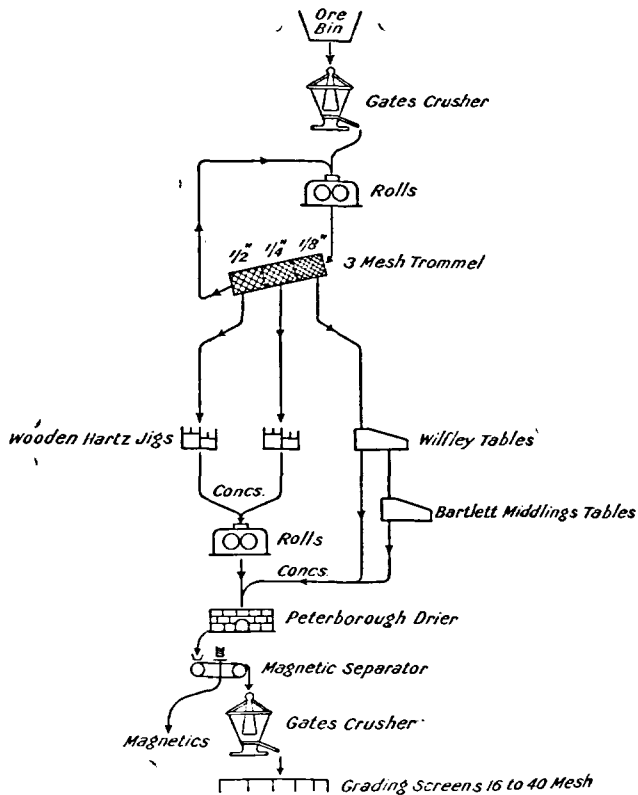 Ore
Bin
Gates Crusher
Rolls
1/2" 1/4" 1/8"
3 Mesh Trommel
Wooden Hartz Jigs
Wilfley Tables
Concs.
Bartlett Middlings Tables
Rolls
Concs.
Peterborough Drier
Magnetic Separator
Gates Crusher
Magnetics
Grading Screens 16 to 40 Mesh